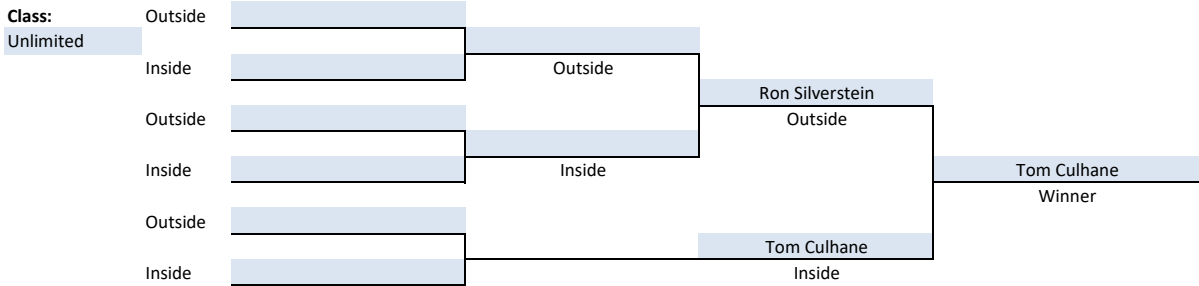 Class: Outside
Unlimited
Inside Outside
Ron Silverstein
Outside Outside
Inside Inside Tom Culhane
Winner
Outside
Tom Culhane
Inside Inside